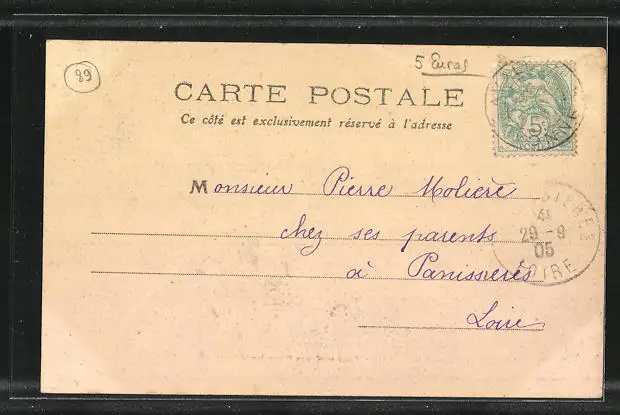 89
5 Euros
CARTE POSTALE
Ce côté est exclusivement réservé à l'adresse
5c
POSTES
Monsieur Pierre Molière
chez ses parents
à Panissières
Loire
29 -9
05
LOIRE